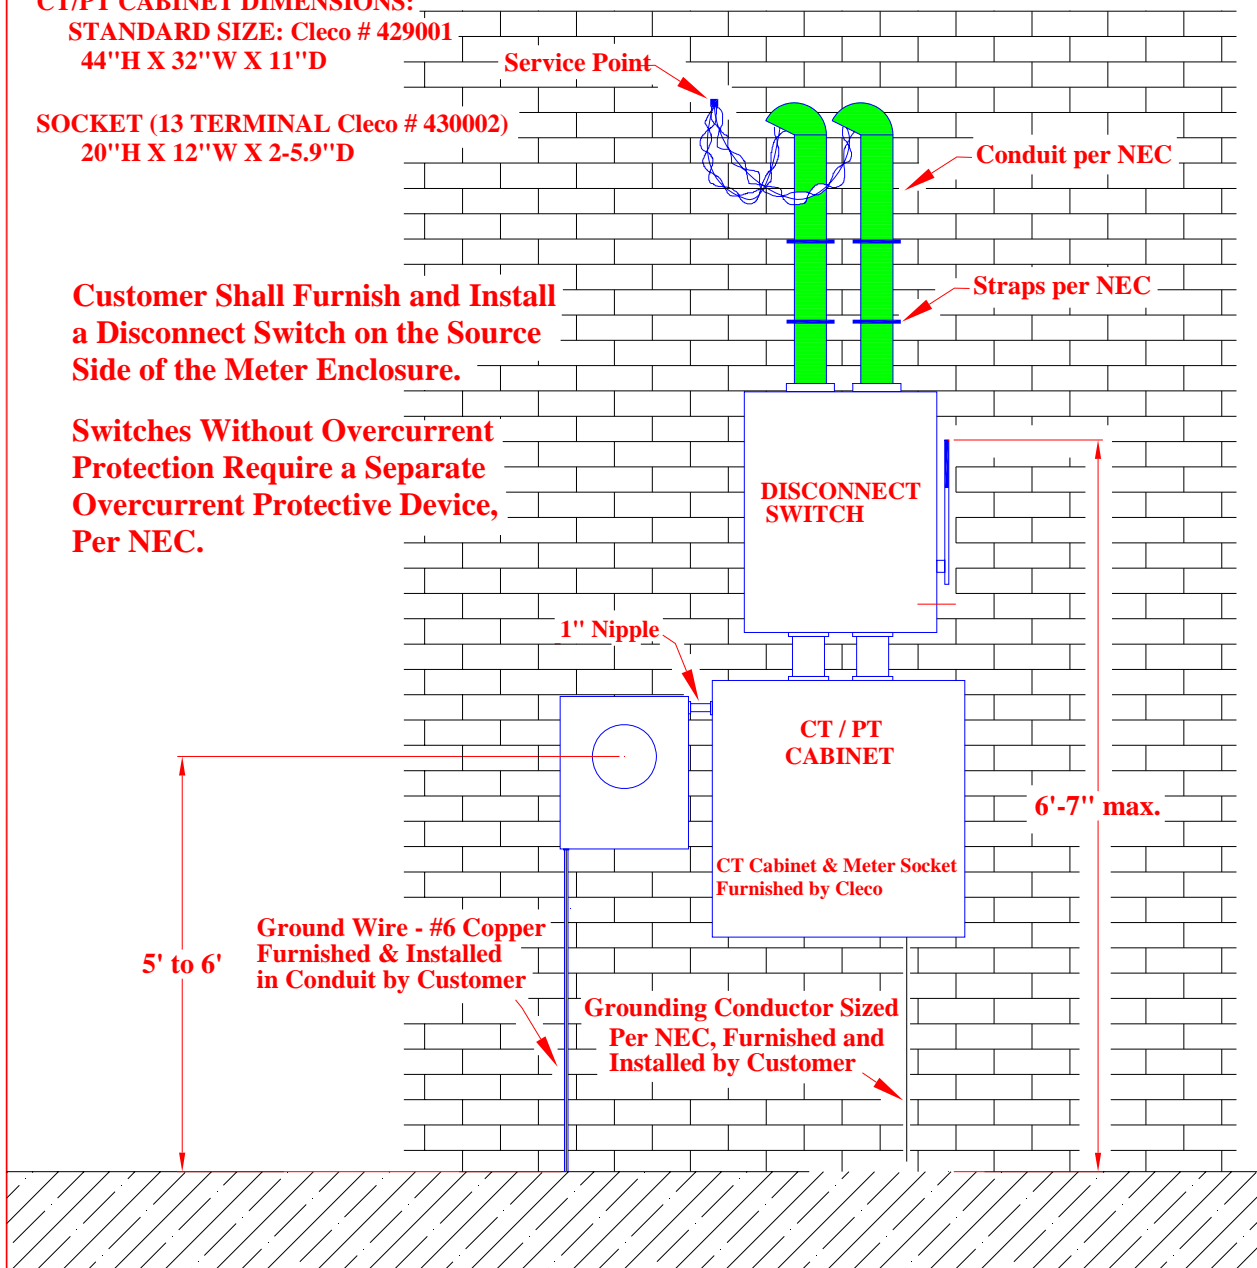 CT/PT CABINET DIMENSIONS:
STANDARD SIZE: Cleco # 429001
44"H X 32"W X 11"D
SOCKET (13 TERMINAL Cleco # 430002)
20"H X 12"W X 2-5.9"D
Service Point
Conduit per NEC
Straps per NEC
Customer Shall Furnish and Install
a Disconnect Switch on the Source
Side of the Meter Enclosure.
Switches Without Overcurrent
Protection Require a Separate
Overcurrent Protective Device,
Per NEC.
DISCONNECT
SWITCH
1" Nipple
CT / PT
CABINET
6'-7" max.
CT Cabinet & Meter Socket
Furnished by Cleco
5' to 6'
Ground Wire - #6 Copper
Furnished & Installed
in Conduit by Customer
Grounding Conductor Sized
Per NEC, Furnished and
Installed by Customer